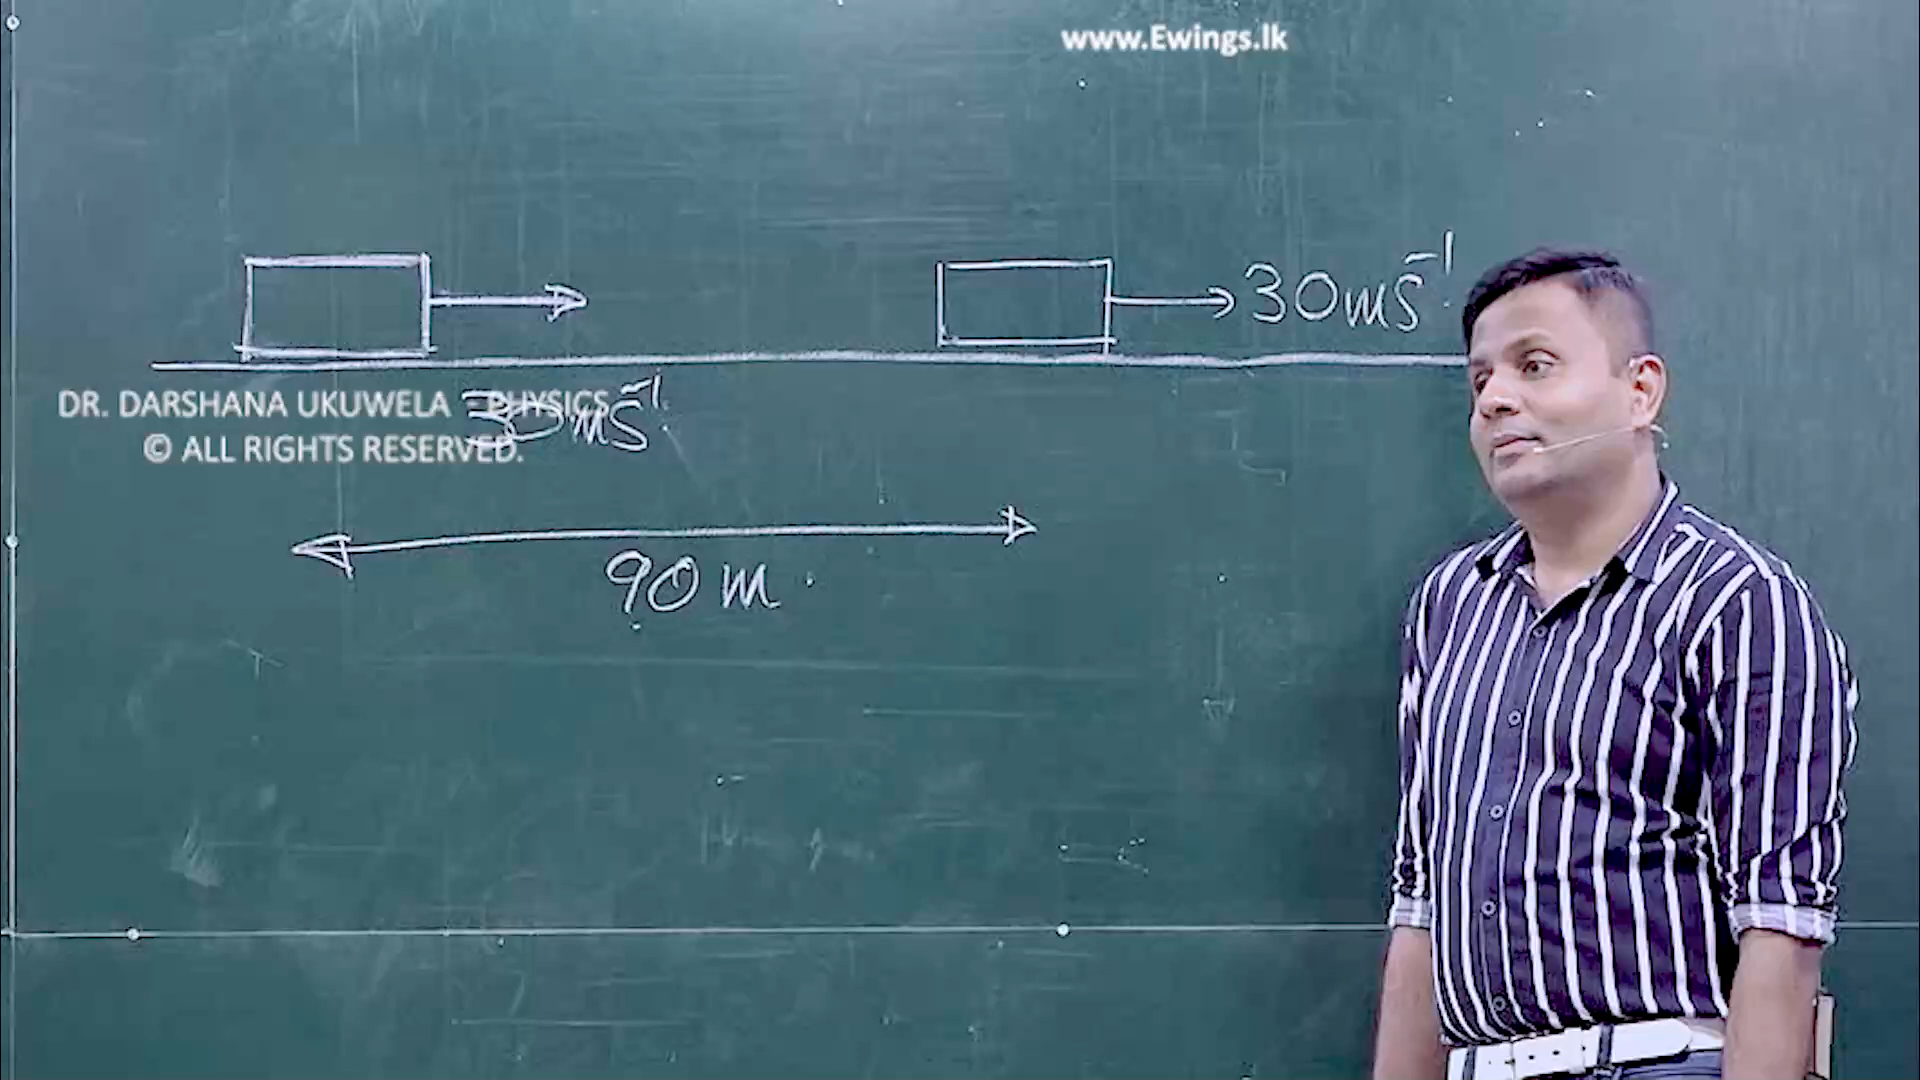 www.Ewings.lk
30ms⁻¹
DR. DARSHANA UKUWELA - PHYSICS
© ALL RIGHTS RESERVED.
30ms⁻¹
90 m